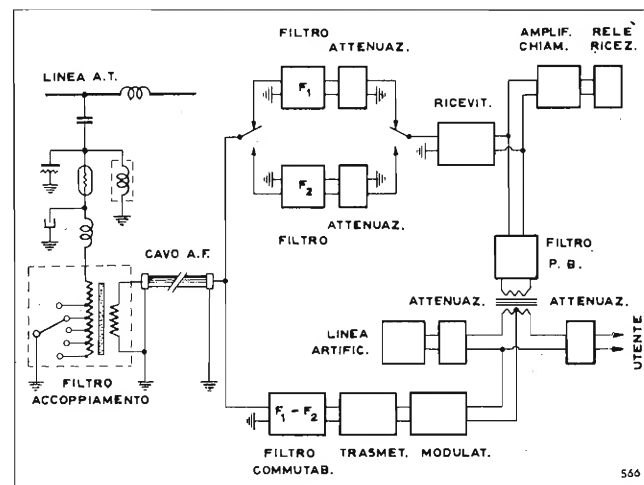 LINEA A.T.
FILTRO
ATTENUAZ.
F1
F2
ATTENUAZ.
FILTRO
RICEVIT.
AMPLIF.
CHIAM.
RELÈ
RICEZ.
CAVO A.F.
FILTRO
P. B.
ATTENUAZ.
ATTENUAZ.
LINEA
ARTIFIC.
UTENTE
FILTRO
ACCOPPIAMENTO
F1 - F2
FILTRO
COMMUTAB.
TRASMET.
MODULAT.
566